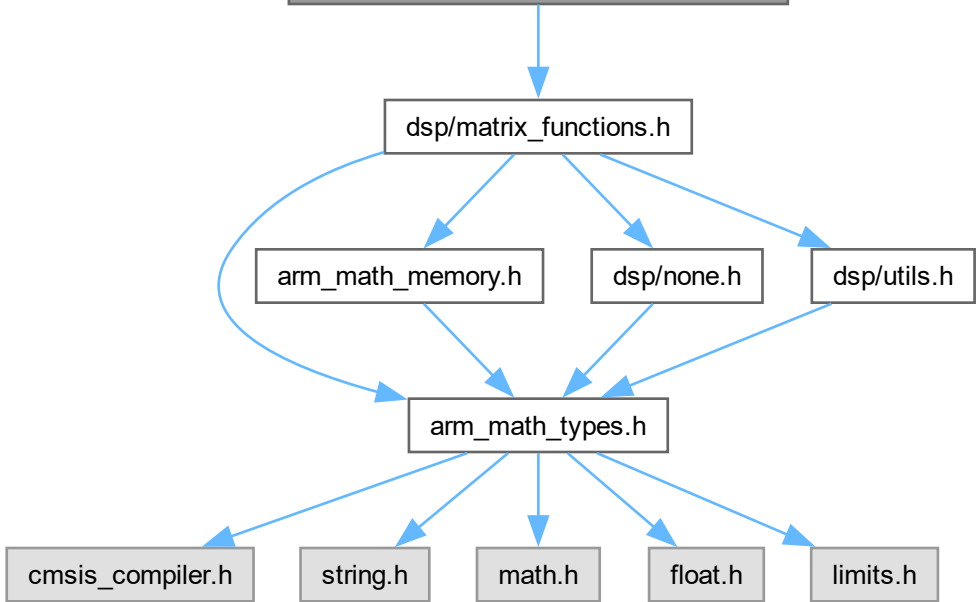 dsp/matrix_functions.h
arm_math_memory.h
dsp/none.h
dsp/utils.h
arm_math_types.h
cmsis_compiler.h
string.h
math.h
float.h
limits.h